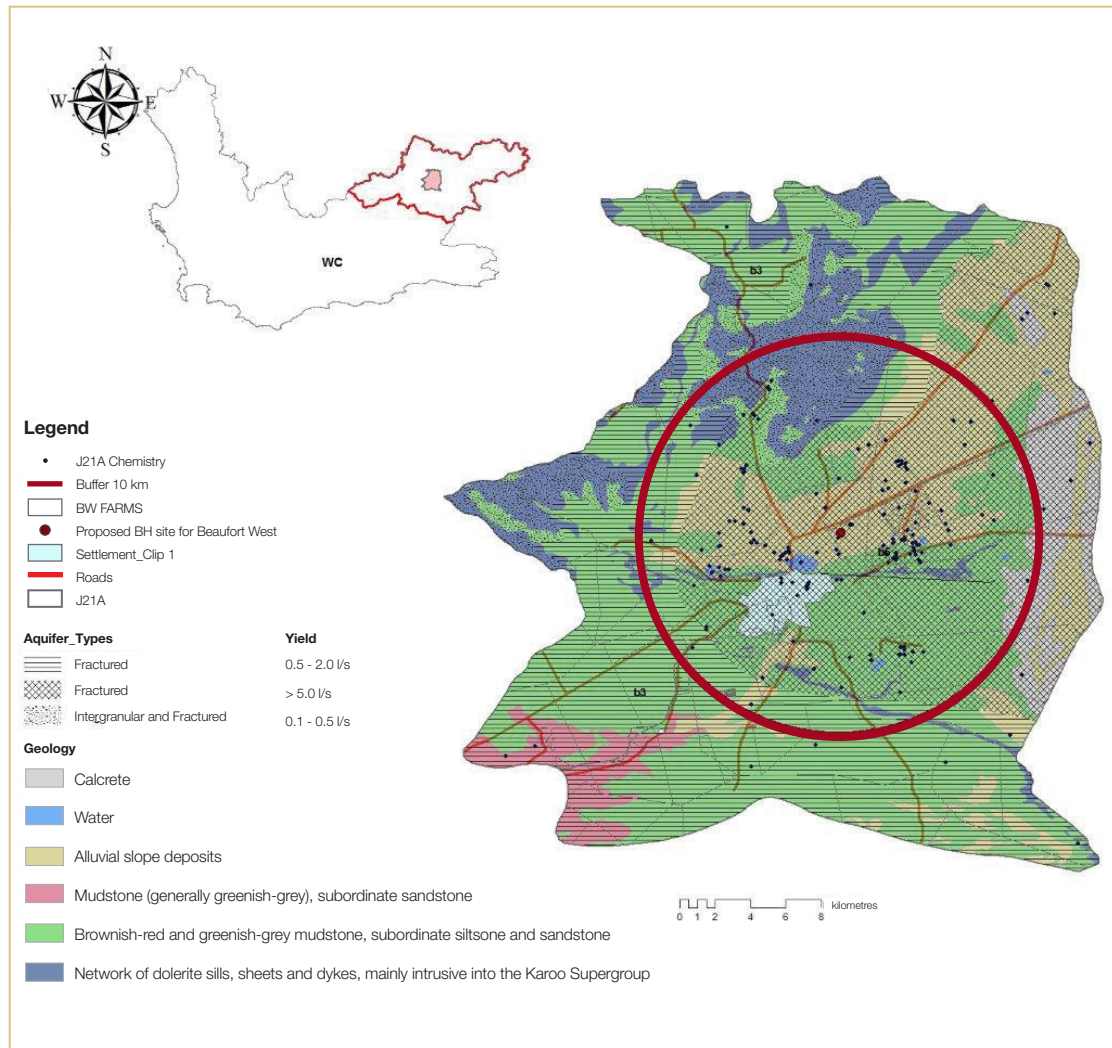 N
W E
S
WC
b3
b3
Legend
J21A Chemistry
Buffer 10 km
BW FARMS
Proposed BH site for Beaufort West
Settlement_Clip 1
Roads
J21A
Aquifer_Types Yield
Fractured 0.5 - 2.0 l/s
Fractured > 5.0 l/s
Intergranular and Fractured 0.1 - 0.5 l/s
Geology
Calcrete
Water
Alluvial slope deposits
Mudstone (generally greenish-grey), subordinate sandstone
Brownish-red and greenish-grey mudstone, subordinate siltsone and sandstone
Network of dolerite sills, sheets and dykes, mainly intrusive into the Karoo Supergroup
kilometres
0 1 2 4 6 8